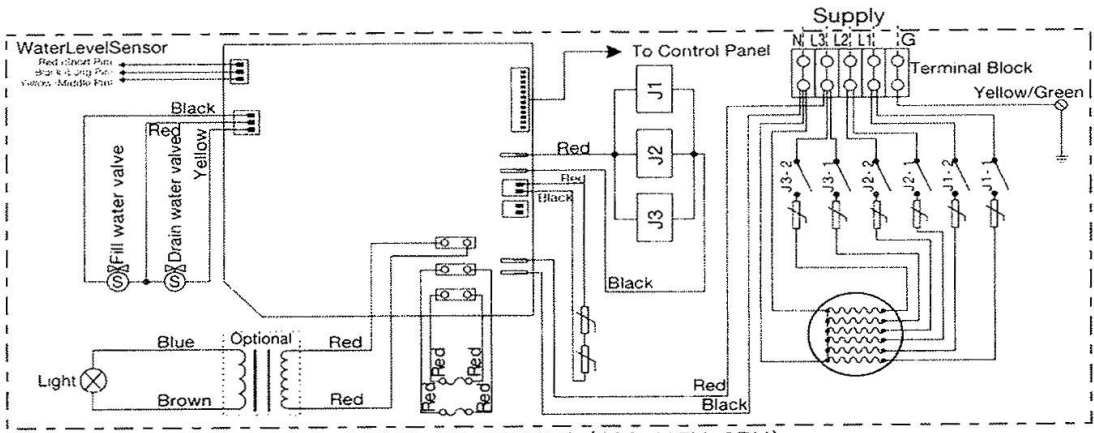 Supply
N L3 L2 L1 G
WaterLevelSensor
Red (Short Pin)
Black (Long Pin)
Yellow (Middle Pin)
To Control Panel
Terminal Block
Yellow/Green
Black
Red
Yellow
Fill water valve
Drain water valved
J1
J2
J3
Red
Red
Black
Black
J3-2
J3-1
J2-2
J2-1
J1-2
J1-1
Optional
Light
Blue
Brown
Red
Red
Red
Red
Red
Red
Red
Black